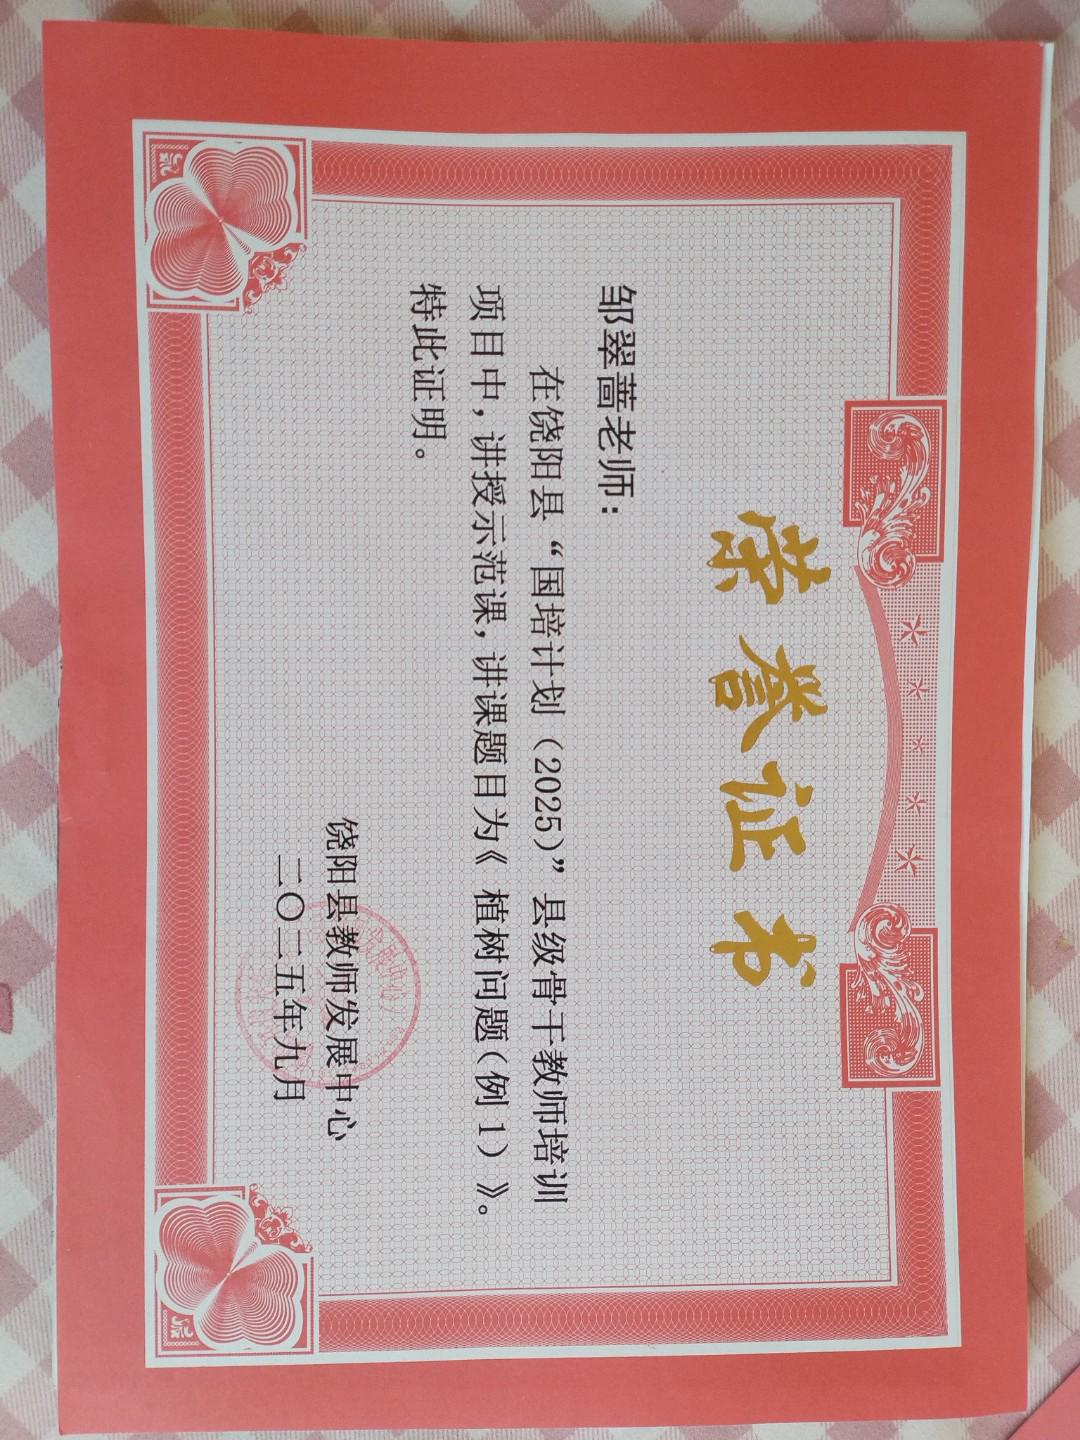 荣誉证书
邹翠蔷老师：
在饶阳县“国培计划（2025）”县级骨干教师培训
项目中，讲授示范课，讲课题目为《植树问题（例1）》。
特此证明。
饶阳县教师发展中心
二〇二五年九月